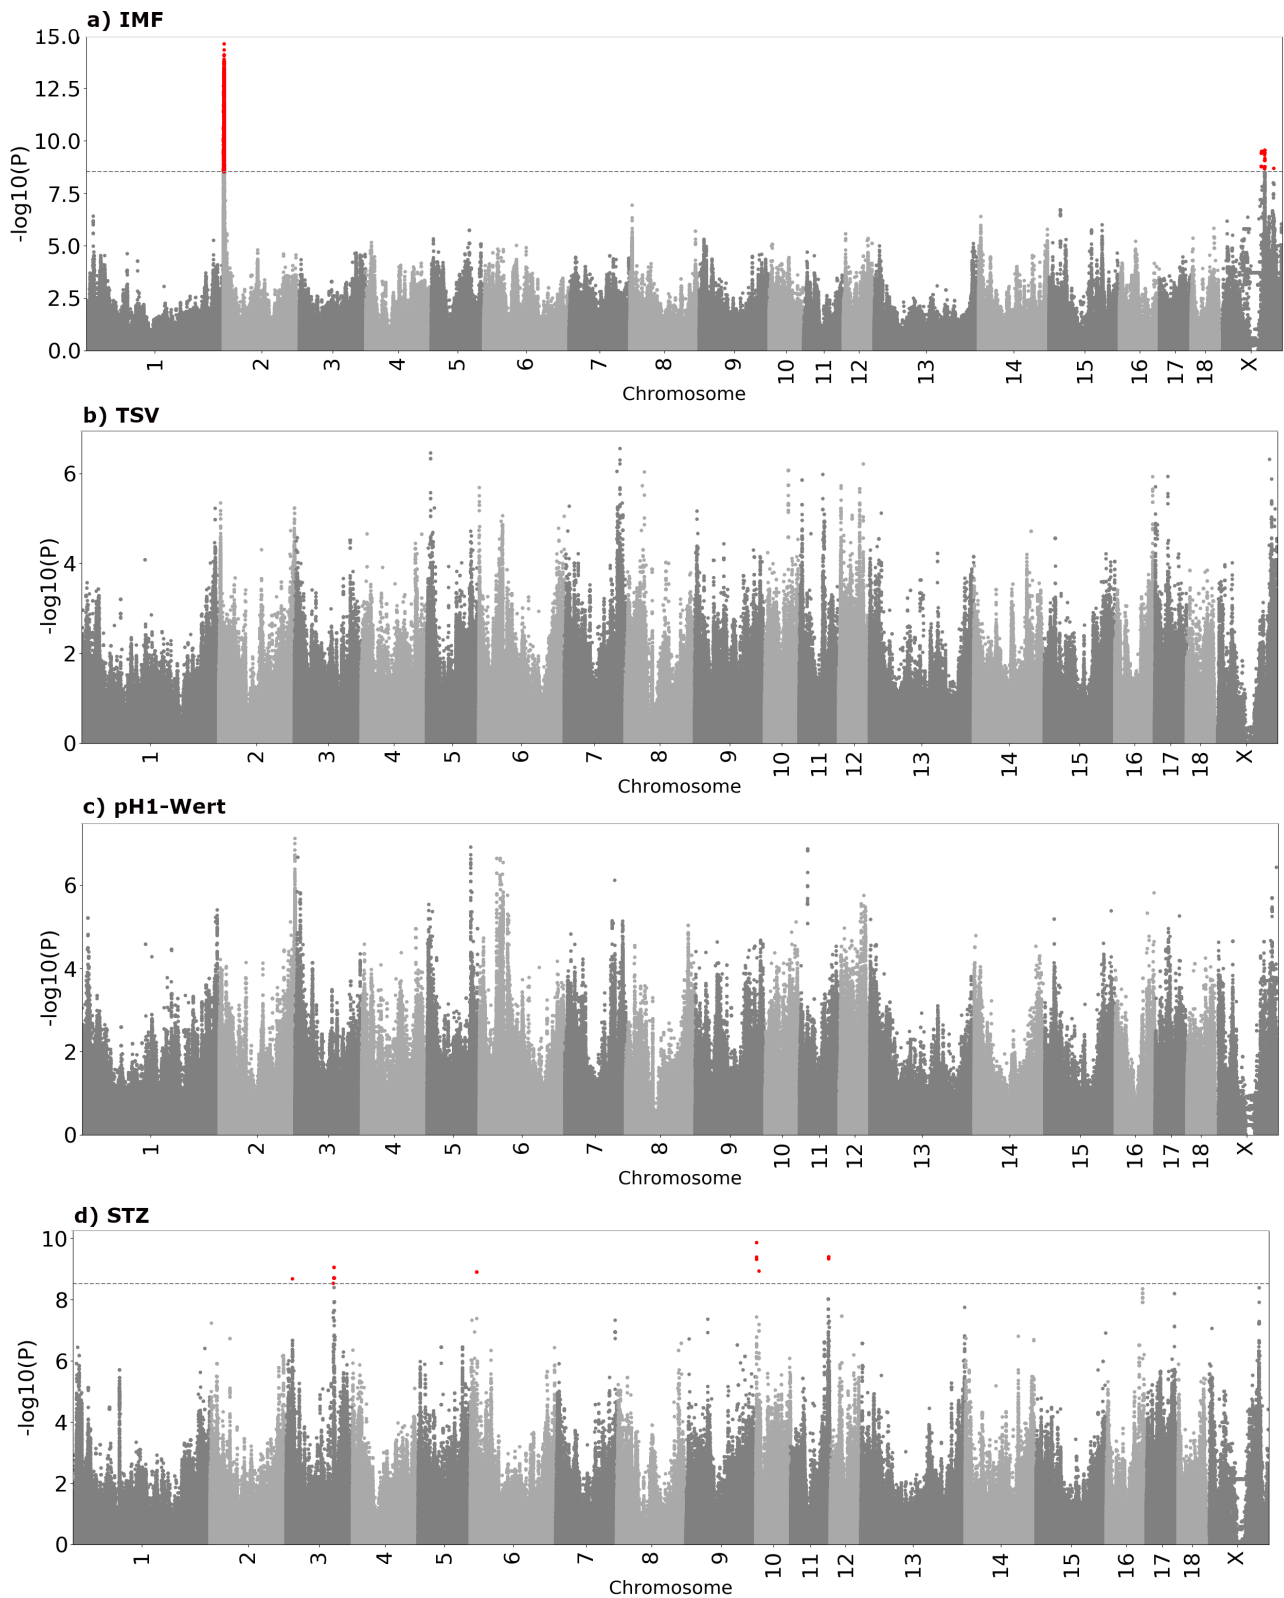 a) IMF
15.0
12.5
10.0
7.5
5.0
2.5
0.0
-log10(P)
1 2 3 4 5 6 7 8 9 10 11 12 13 14 15 16 17 18 X
Chromosome
b) TSV
6
4
2
0
-log10(P)
1 2 3 4 5 6 7 8 9 10 11 12 13 14 15 16 17 18 X
Chromosome
c) pH1-Wert
6
4
2
0
-log10(P)
1 2 3 4 5 6 7 8 9 10 11 12 13 14 15 16 17 18 X
Chromosome
d) STZ
10
8
6
4
2
0
-log10(P)
1 2 3 4 5 6 7 8 9 10 11 12 13 14 15 16 17 18 X
Chromosome